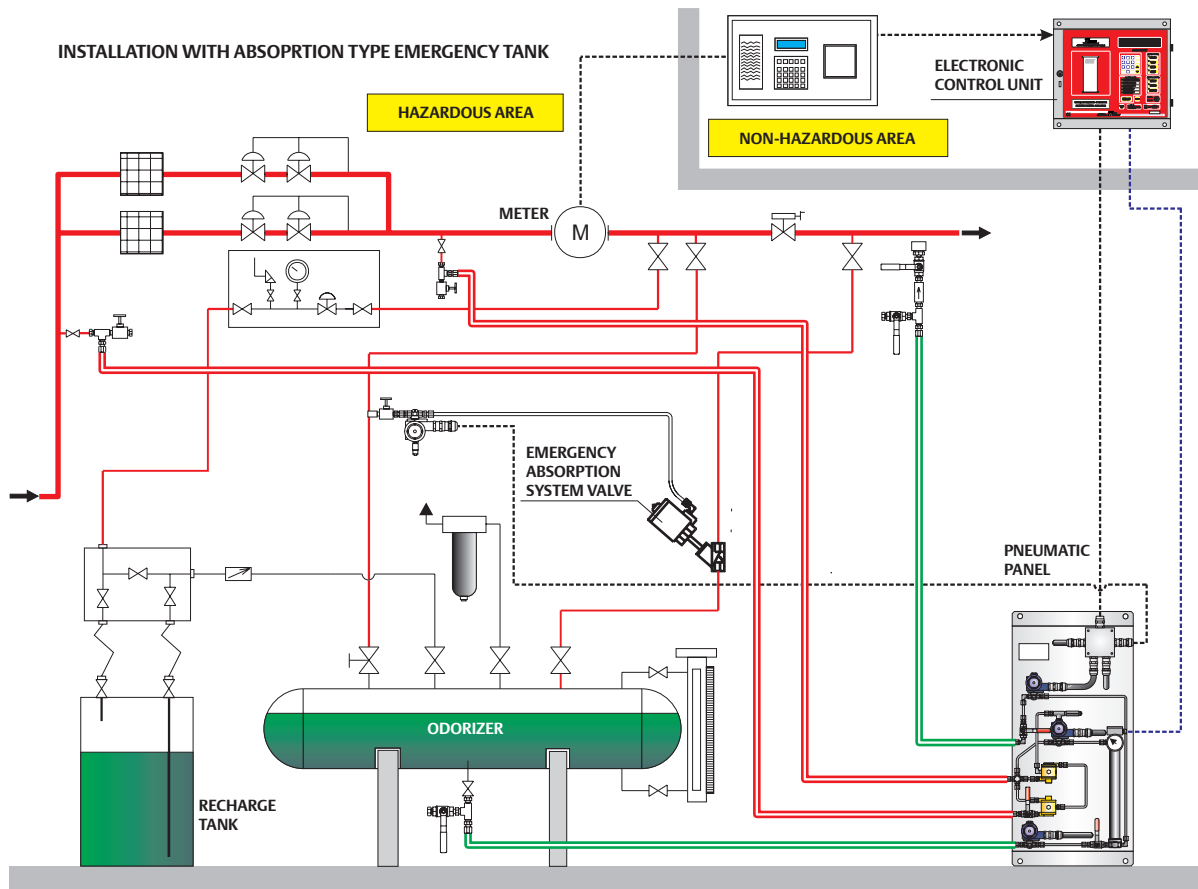 INSTALLATION WITH ABSOPRTION TYPE EMERGENCY TANK
HAZARDOUS AREA
NON-HAZARDOUS AREA
ELECTRONIC
CONTROL UNIT
METER
M
EMERGENCY
ABSORPTION
SYSTEM VALVE
PNEUMATIC
PANEL
ODORIZER
RECHARGE
TANK